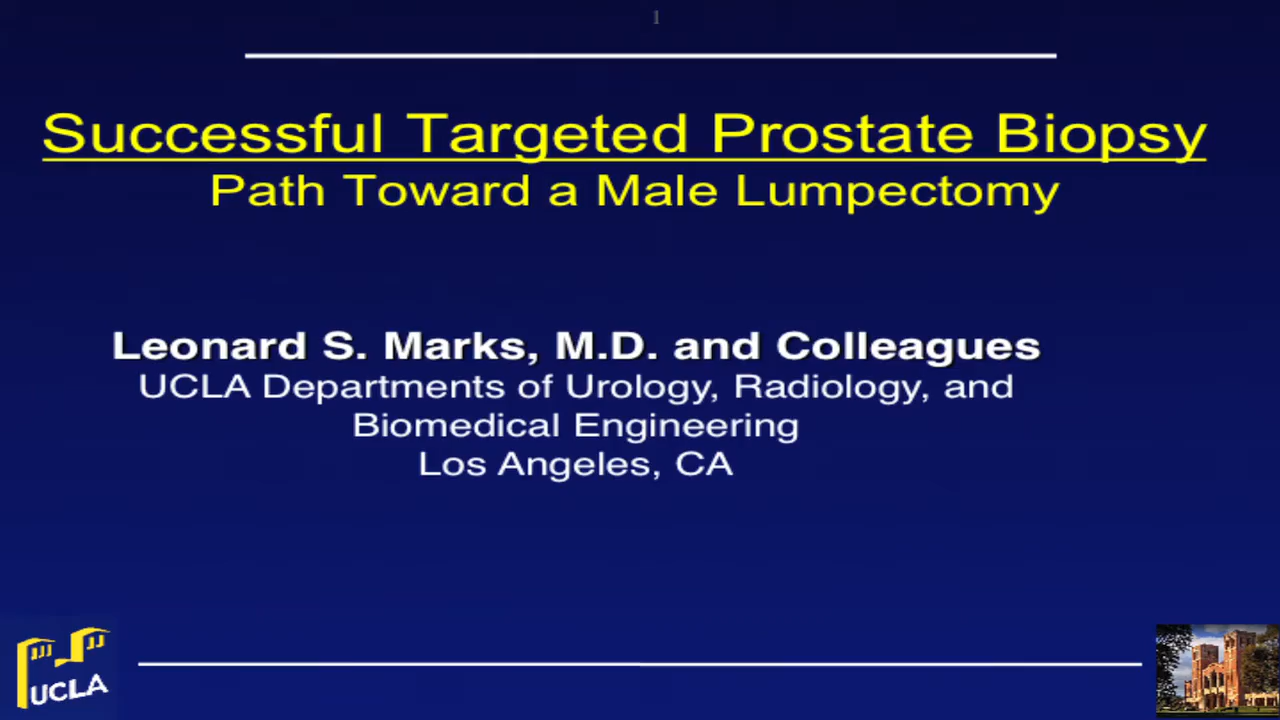 1
Successful Targeted Prostate Biopsy
Path Toward a Male Lumpectomy
Leonard S. Marks, M.D. and Colleagues
UCLA Departments of Urology, Radiology, and
Biomedical Engineering
Los Angeles, CA
UCLA